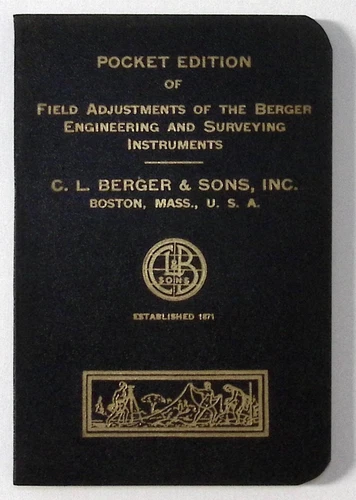 POCKET EDITION
OF
FIELD ADJUSTMENTS OF THE BERGER
ENGINEERING AND SURVEYING
INSTRUMENTS
C. L. BERGER & SONS, INC.
BOSTON, MASS., U. S. A.
CL&B
SONS
ESTABLISHED 1871